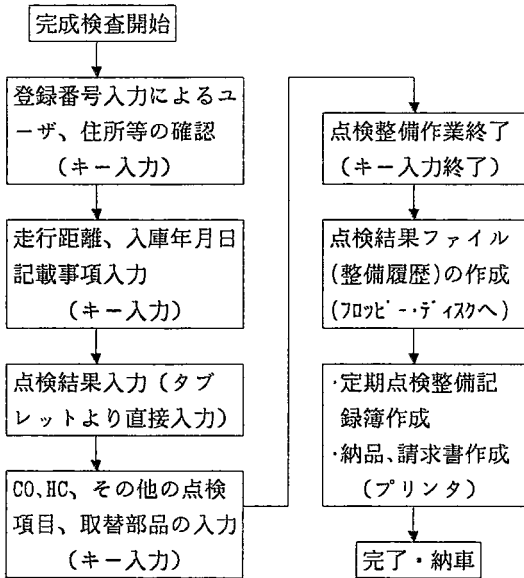 完成検査開始
登録番号入力によるユ
ーザ、住所等の確認
(キー入力)
走行距離、入庫年月日
記載事項入力
(キー入力)
点検結果入力(タブ
レットより直接入力)
CO、HC、その他の点検
項目、取替部品の入力
(キー入力)
点検整備作業終了
(キー入力終了)
点検結果ファイル
(整備履歴)の作成
(フロッピー・ディスクへ)
・定期点検整備記
録簿作成
・納品、請求書作成
(プリンタ)
完了・納車